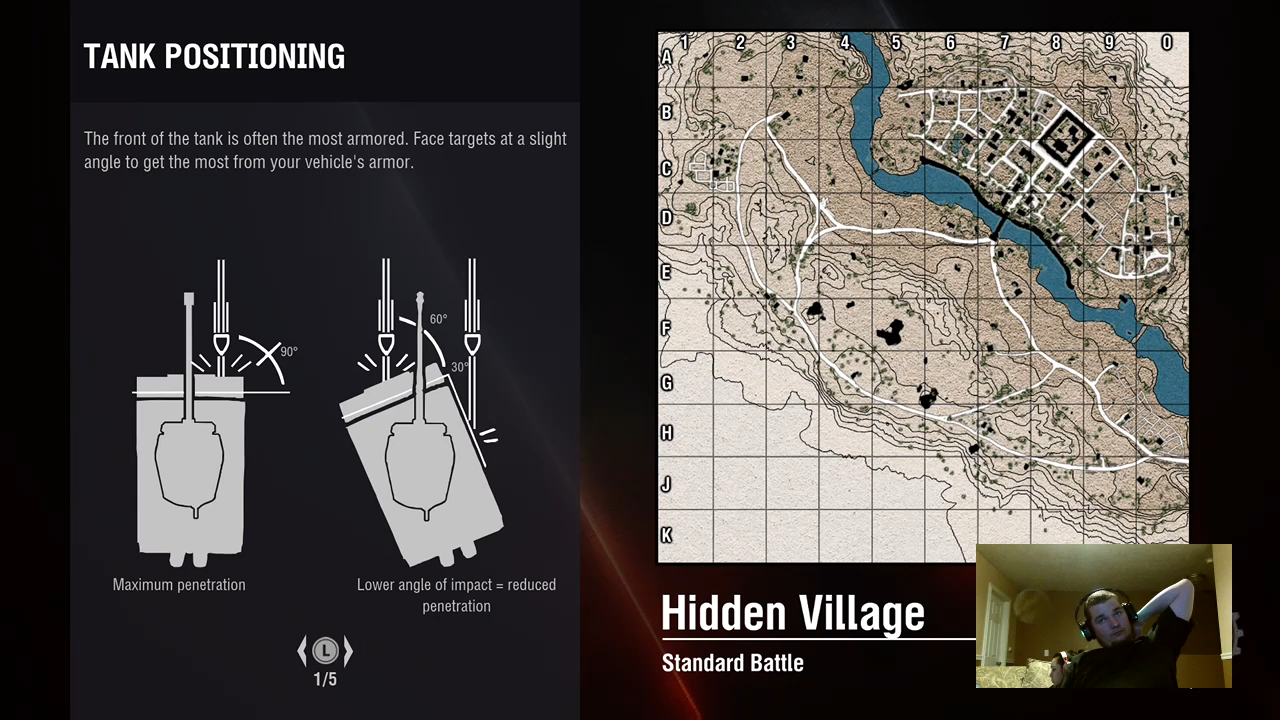 TANK POSITIONING
The front of the tank is often the most armored. Face targets at a slight
angle to get the most from your vehicle's armor.
90°
60°
30°
Maximum penetration
Lower angle of impact = reduced
penetration
L
1/5
1 2 3 4 5 6 7 8 9 0
A
B
C
D
E
F
G
H
J
K
Hidden Village
Standard Battle